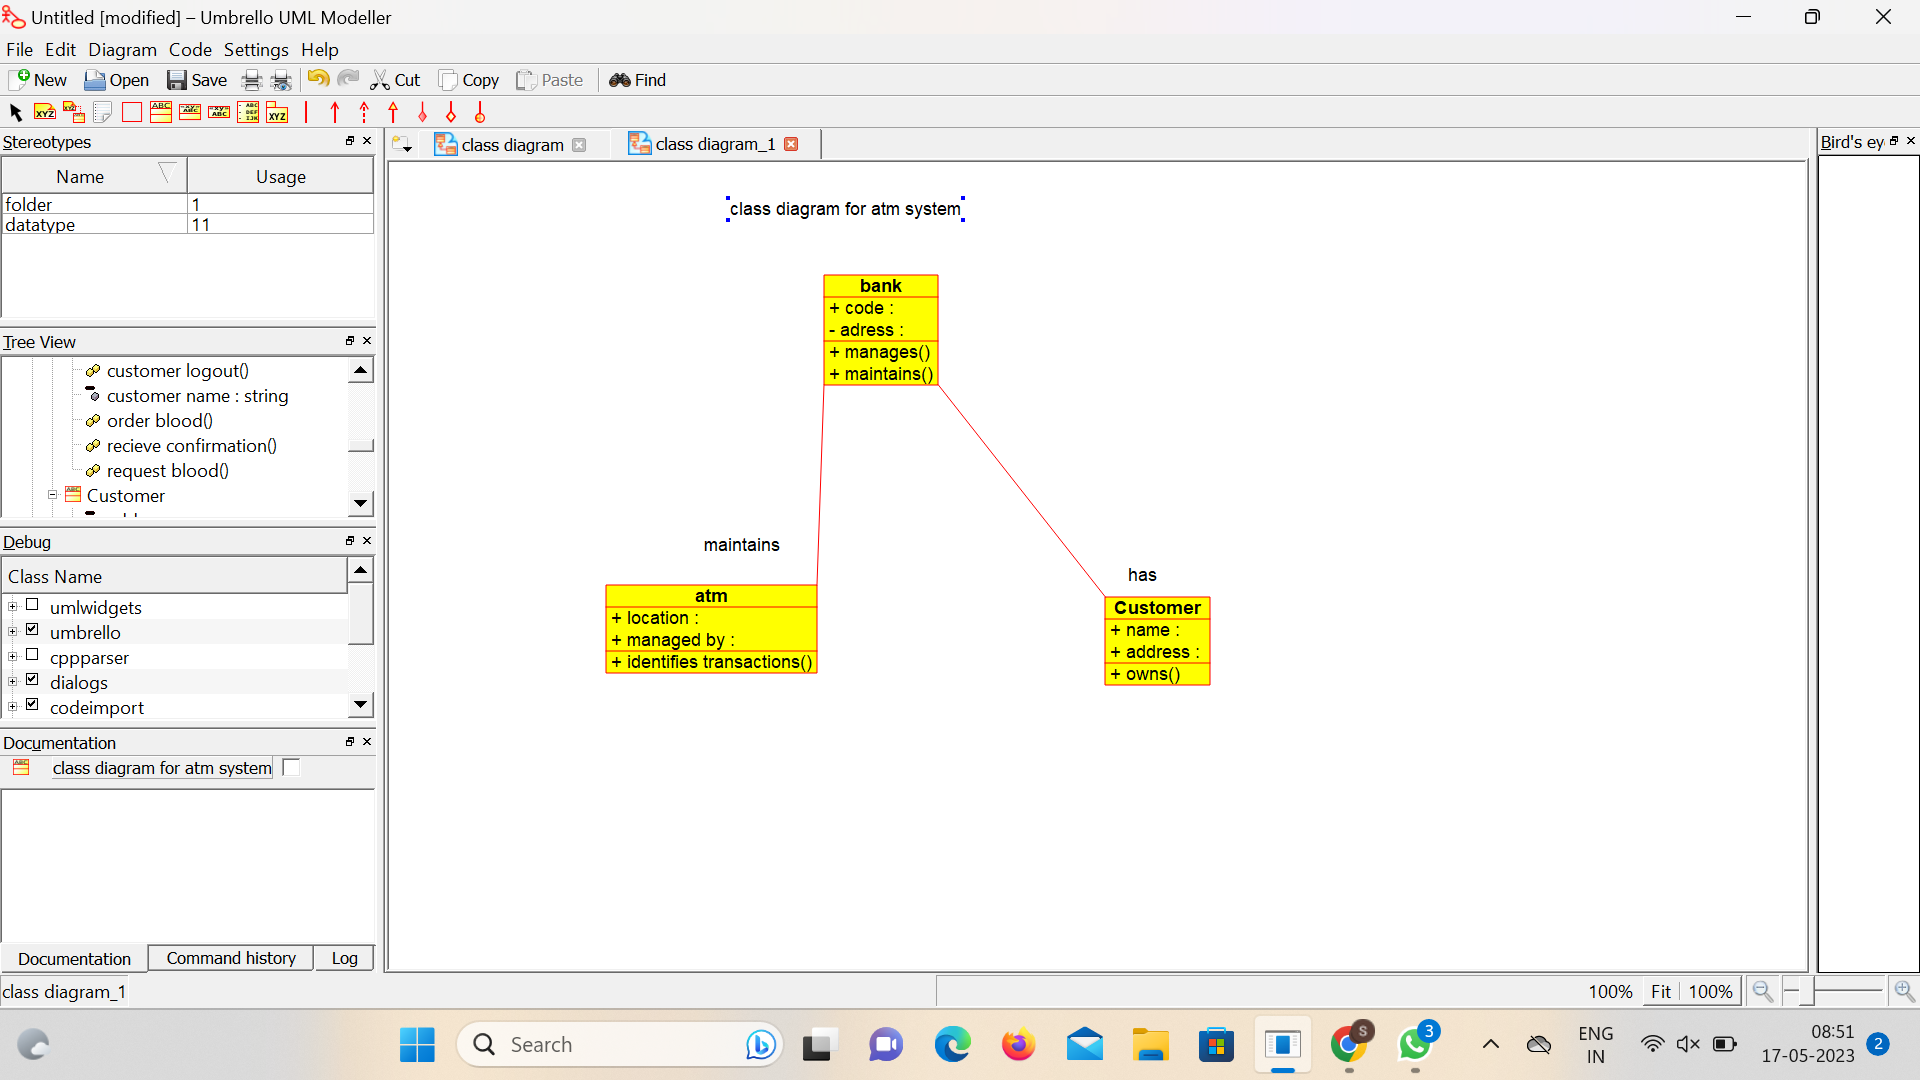 Untitled [modified] – Umbrello UML Modeller
File Edit Diagram Code Settings Help
New Open Save Cut Copy Paste Find
Stereotypes
Name Usage
folder 1
datatype 11
Tree View
customer logout()
customer name : string
order blood()
recieve confirmation()
request blood()
Customer
Debug
Class Name
umlwidgets
umbrello
cppparser
dialogs
codeimport
Documentation
class diagram for atm system
Documentation Command history Log
class diagram class diagram_1
class diagram for atm system
bank
+ code :
- adress :
+ manages()
+ maintains()
maintains
has
atm
+ location :
+ managed by :
+ identifies transactions()
Customer
+ name :
+ address :
+ owns()
Bird's ey
class diagram_1
100% Fit 100%
Search
S
3
ENG
IN
08:51
17-05-2023
2